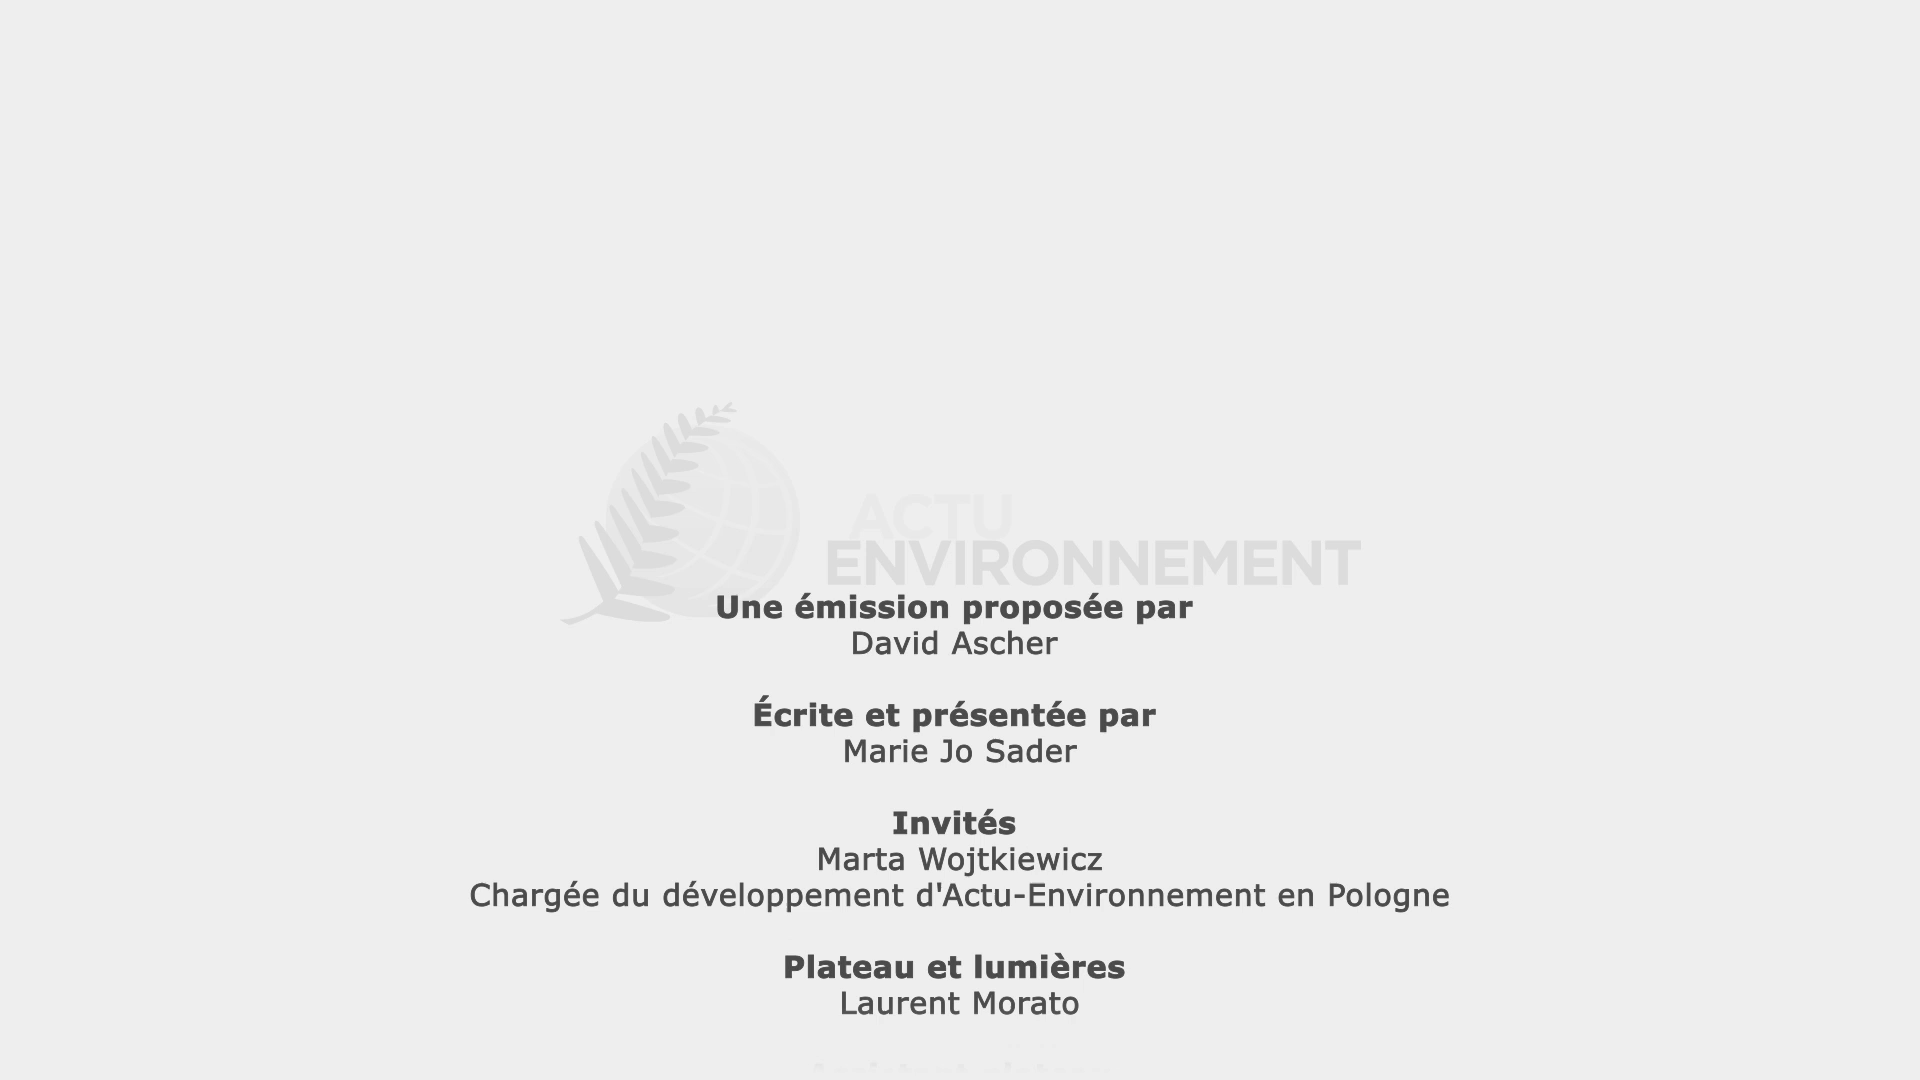 ACTU
ENVIRONNEMENT
Une émission proposée par
David Ascher
Écrite et présentée par
Marie Jo Sader
Invités
Marta Wojtkiewicz
Chargée du développement d'Actu-Environnement en Pologne
Plateau et lumières
Laurent Morato